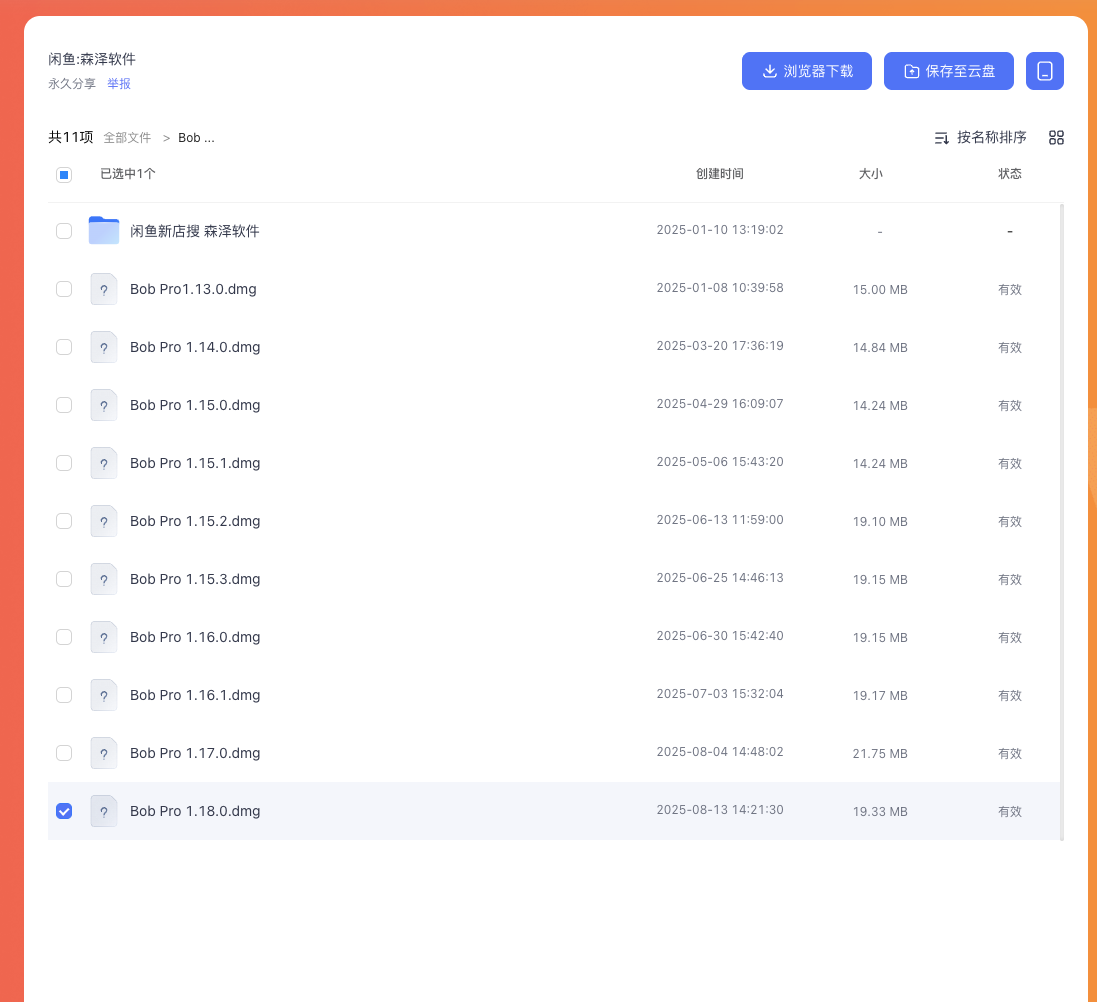 闲鱼:森泽软件
永久分享 举报
浏览器下载 保存至云盘
共11项 全部文件 > Bob ... 按名称排序
已选中1个 创建时间 大小 状态
闲鱼新店搜 森泽软件 2025-01-10 13:19:02 - -
Bob Pro1.13.0.dmg 2025-01-08 10:39:58 15.00 MB 有效
Bob Pro 1.14.0.dmg 2025-03-20 17:36:19 14.84 MB 有效
Bob Pro 1.15.0.dmg 2025-04-29 16:09:07 14.24 MB 有效
Bob Pro 1.15.1.dmg 2025-05-06 15:43:20 14.24 MB 有效
Bob Pro 1.15.2.dmg 2025-06-13 11:59:00 19.10 MB 有效
Bob Pro 1.15.3.dmg 2025-06-25 14:46:13 19.15 MB 有效
Bob Pro 1.16.0.dmg 2025-06-30 15:42:40 19.15 MB 有效
Bob Pro 1.16.1.dmg 2025-07-03 15:32:04 19.17 MB 有效
Bob Pro 1.17.0.dmg 2025-08-04 14:48:02 21.75 MB 有效
Bob Pro 1.18.0.dmg 2025-08-13 14:21:30 19.33 MB 有效